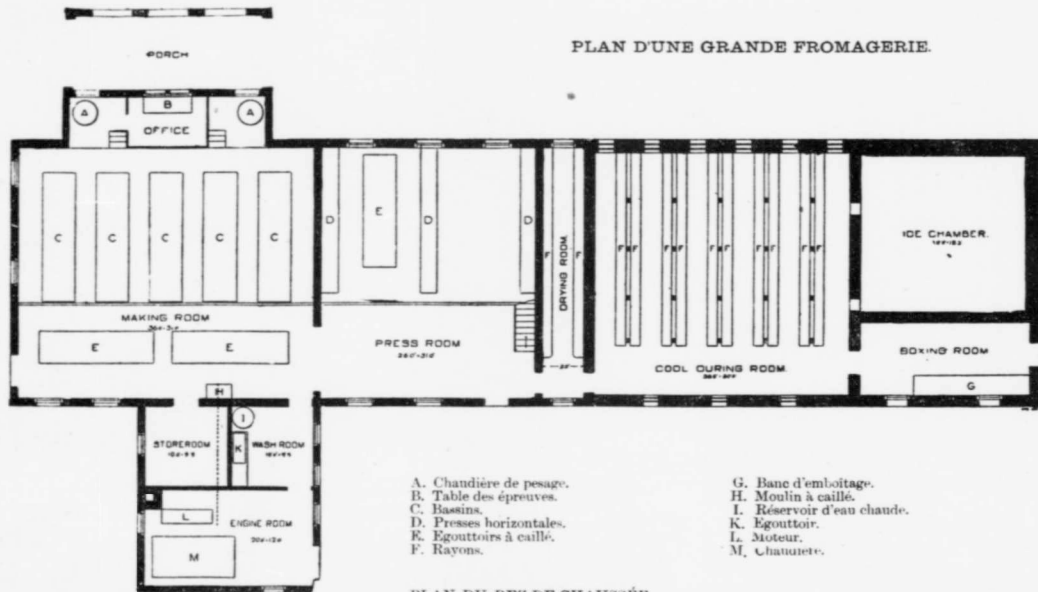 PLAN D'UNE GRANDE FROMAGERIE.
PORCH
A
B
A
OFFICE
C
C
C
C
C
D
E
D
D
F
DRYING ROOM.
F
F F
F F
F F
F F
F F
ICE CHAMBER.
MAKING ROOM
E
E
PRESS ROOM
COOL CURING ROOM.
BOXING ROOM
G
H
I
STOREROOM
K
WASH ROOM
L
ENGINE ROOM
M
A. Chaudière de pesage.
B. Table des épreuves.
C. Bassins.
D. Presses horizontales.
E. Egouttoirs à caillé.
F. Rayons.
G. Banc d'emboîtage.
H. Moulin à caillé.
I. Réservoir d'eau chaude.
K. Egouttoir.
L. Moteur.
M. Chaudière.